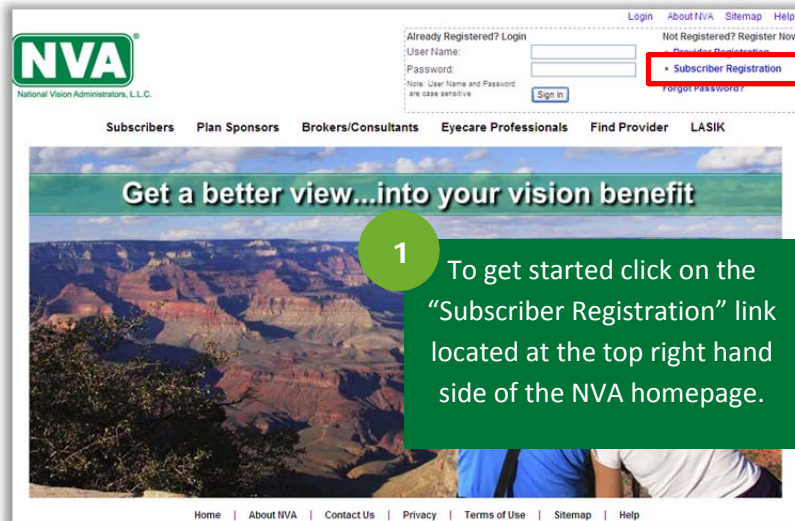 Login About NVA Sitemap Help
NVA
National Vision Administrators, L.L.C.
Already Registered? Login
User Name:
Password:
Note: User Name and Password
are case sensitive
Sign in
Not Registered? Register Now
Provider Registration
Subscriber Registration
Forgot Password?
Subscribers Plan Sponsors Brokers/Consultants Eyecare Professionals Find Provider LASIK
Get a better view...into your vision benefit
1
To get started click on the
“Subscriber Registration” link
located at the top right hand
side of the NVA homepage.
Home | About NVA | Contact Us | Privacy | Terms of Use | Sitemap | Help